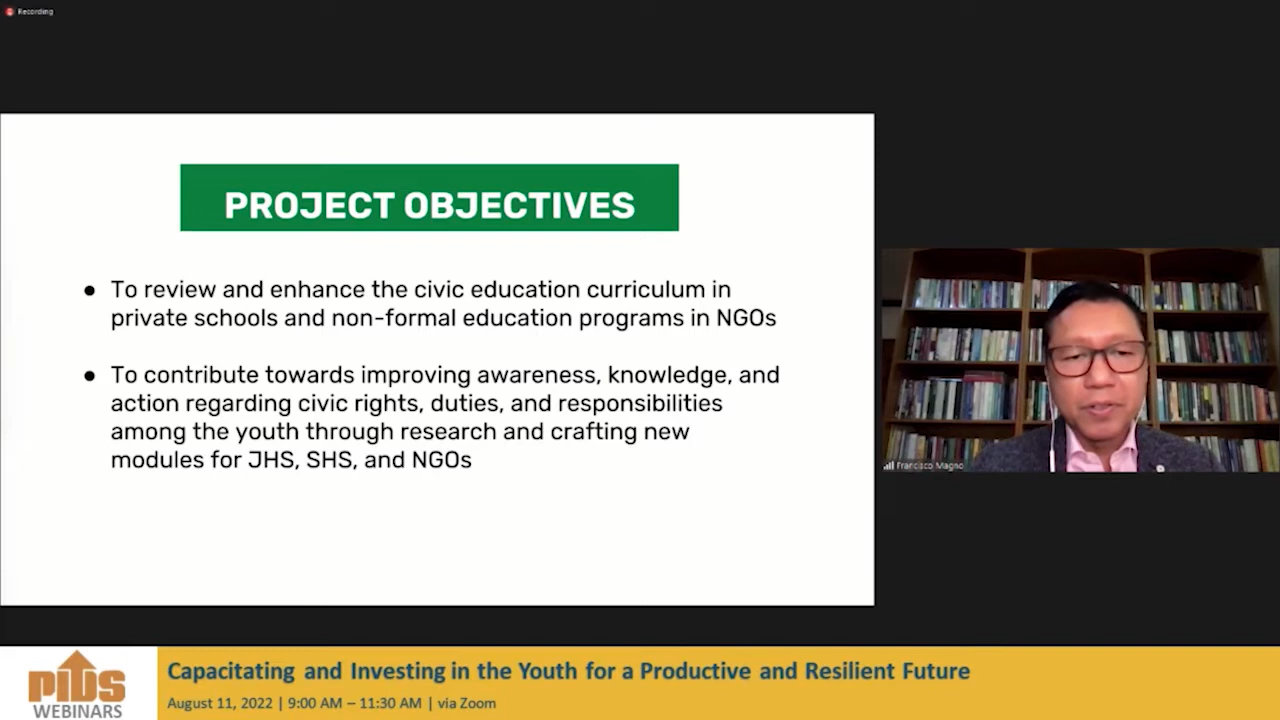 Recording
PROJECT OBJECTIVES
● To review and enhance the civic education curriculum in
private schools and non-formal education programs in NGOs
● To contribute towards improving awareness, knowledge, and
action regarding civic rights, duties, and responsibilities
among the youth through research and crafting new
modules for JHS, SHS, and NGOs
Francisco Magno
PIDS
WEBINARS
Capacitating and Investing in the Youth for a Productive and Resilient Future
August 11, 2022 | 9:00 AM – 11:30 AM | via Zoom